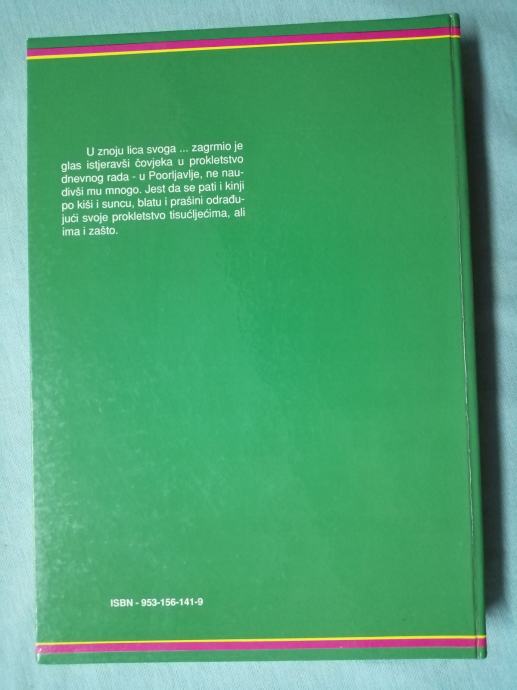 U znoju lica svoga ... zagrmio je
glas istjeravši čovjeka u prokletstvo
dnevnog rada - u Poorljavlje, ne nau-
divši mu mnogo. Jest da se pati i kinji
po kiši i suncu, blatu i prašini odrađu-
jući svoje prokletstvo tisućljećima, ali
ima i zašto.
ISBN - 953-156-141-9